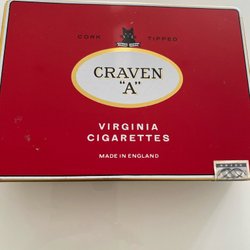 CORK TIPPED
CRAVEN
"A"
VIRGINIA
CIGARETTES
MADE IN ENGLAND